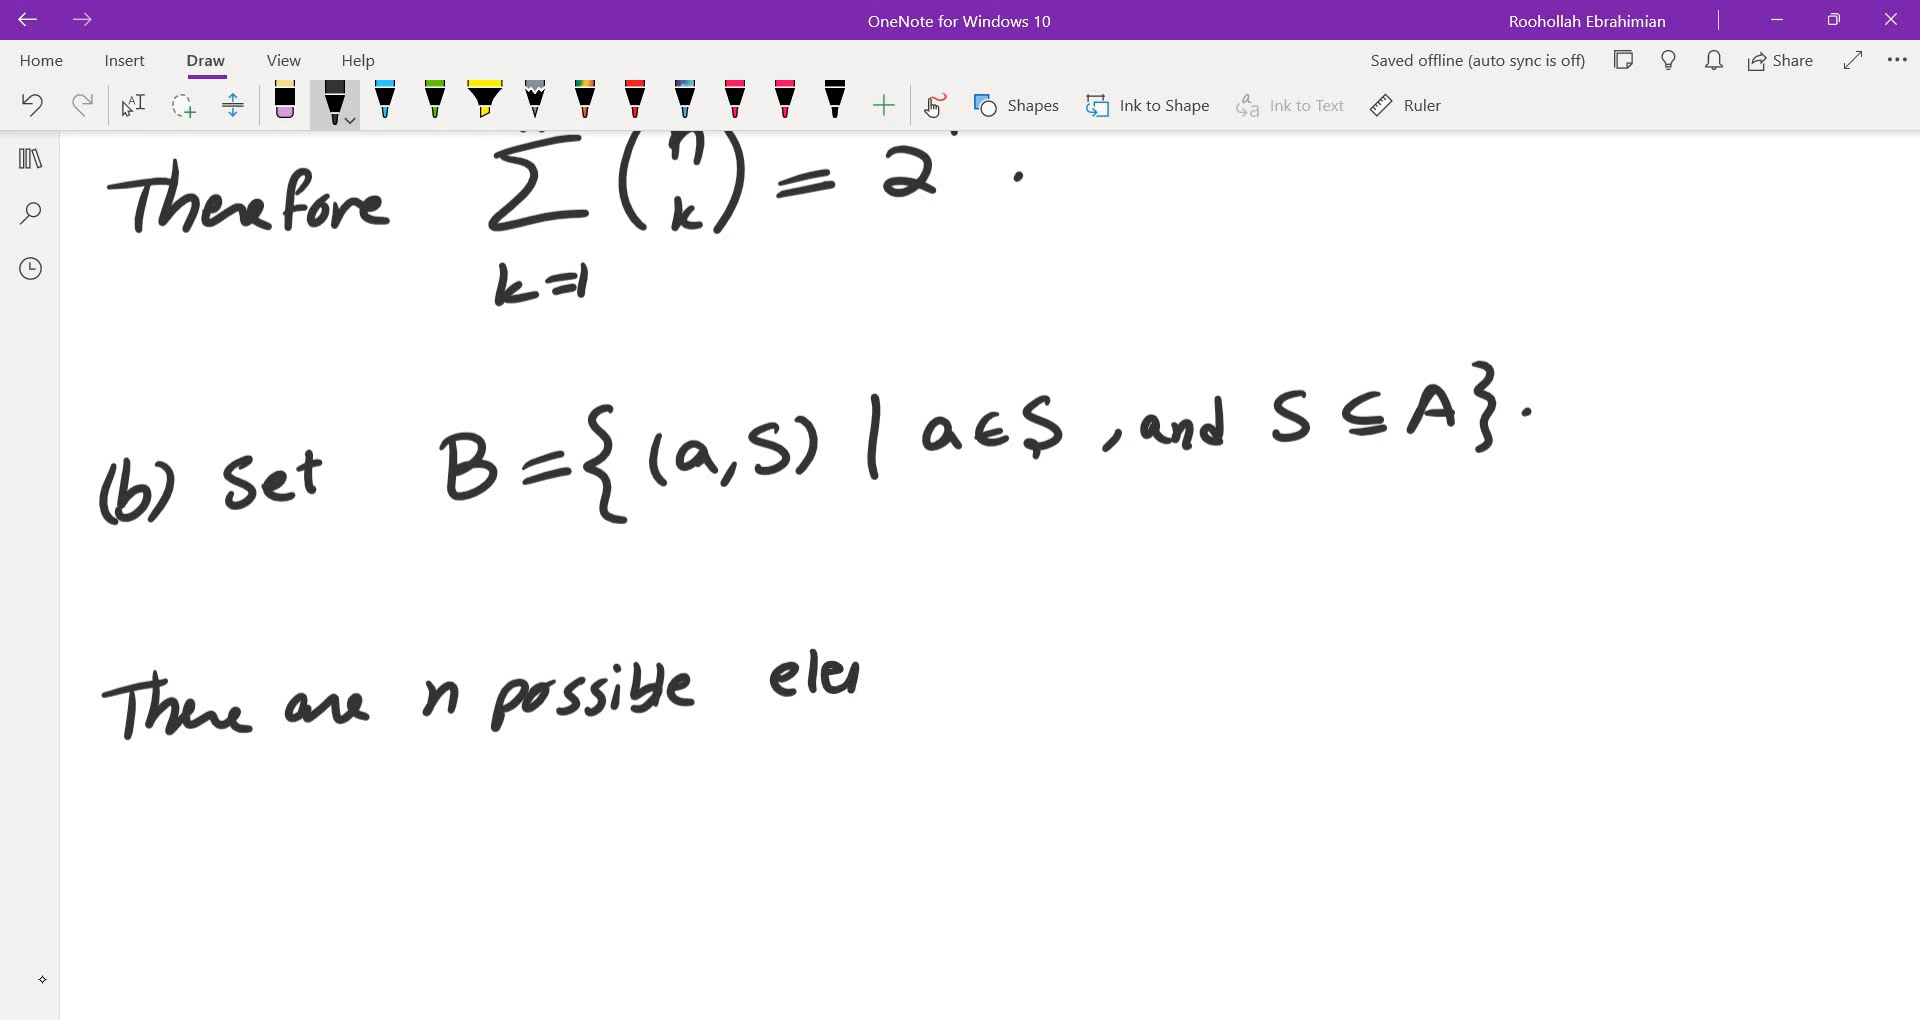 OneNote for Windows 10
Roohollah Ebrahimian
Home Insert Draw View Help
Saved offline (auto sync is off) Share
Shapes Ink to Shape Ink to Text Ruler
Therefore ∑ (n k) = 2 .
k=1
(b) Set B={(a,S) | a∈S, and S⊆A}.
There are n possible ele